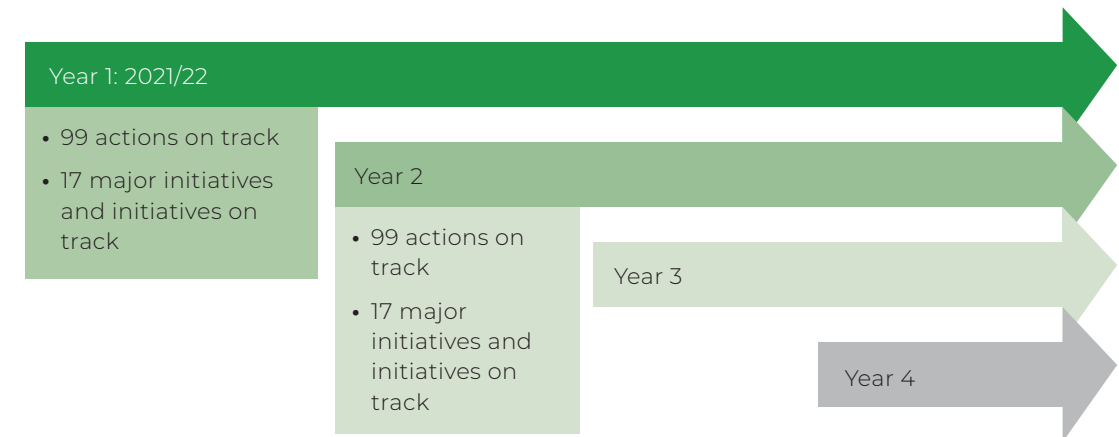 Year 1: 2021/22
• 99 actions on track
• 17 major initiatives
and initiatives on
track
Year 2
• 99 actions on
track
• 17 major
initiatives and
initiatives on
track
Year 3
Year 4